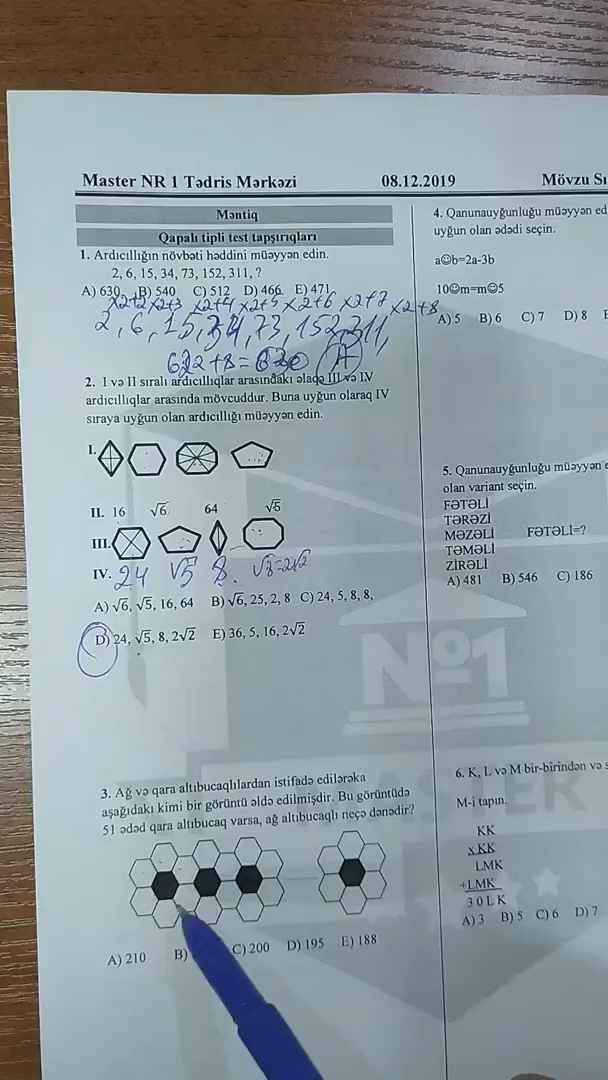 Master NR 1 Tədris Mərkəzi 08.12.2019 Mövzu
Məntiq
Qapalı tipli test tapşırıqları
1. Ardıcıllığın növbəti həddini müəyyən edin.
2, 6, 15, 34, 73, 152, 311, ?
A) 630 B) 540 C) 512 D) 466 E) 471
x2+2 x2+3 x2+4 x2+5 x2+6 x2+7 x2+8
2, 6, 15, 34, 73, 152, 311,
622+8=630 A
2. I və II sıralı ardıcıllıqlar arasındakı əlaqə III və IV
ardıcıllıqlar arasında mövcuddur. Buna uyğun olaraq IV
sıraya uyğun olan ardıcıllığı müəyyən edin.
I.
II. 16 √6 64 √5
III.
IV. 24 √5 8 √8=2√2
A) √6, √5, 16, 64 B) √6, 25, 2, 8 C) 24, 5, 8, 8,
D) 24, √5, 8, 2√2 E) 36, 5, 16, 2√2
3. Ağ və qara altıbucaqlılardan istifadə edilərəkə
aşağıdakı kimi bir görüntü əldə edilmişdir. Bu görüntüdə
51 ədəd qara altıbucaq varsa, ağ altıbucaqlı neçə dənədir?
A) 210 B) C) 200 D) 195 E) 188
4. Qanunauyğunluğu müəyyən
uyğun olan ədədi seçin.
a☺b=2a-3b
10☺m=m☺5
A) 5 B) 6 C) 7 D) 8
5. Qanunauyğunluğu müəyyən
olan variant seçin.
FƏTƏLİ
TƏRƏZİ
MƏZƏLİ FƏTƏLİ=?
TƏMƏLİ
ZİRƏLİ
A) 481 B) 546 C) 186
6. K, L və M bir-birindən və
M-i tapın.
KK
xKK
LMK
+LMK
30LK
A) 3 B) 5 C) 6 D) 7
№1
MASTER